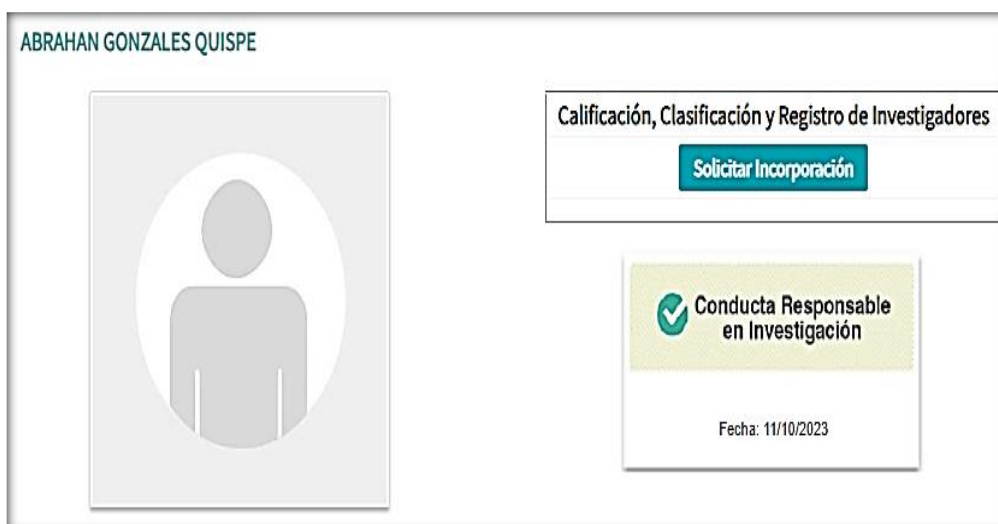 ABRAHAN GONZALES QUISPE
Calificación, Clasificación y Registro de Investigadores
Solicitar Incorporación
Conducta Responsable
en Investigación
Fecha: 11/10/2023